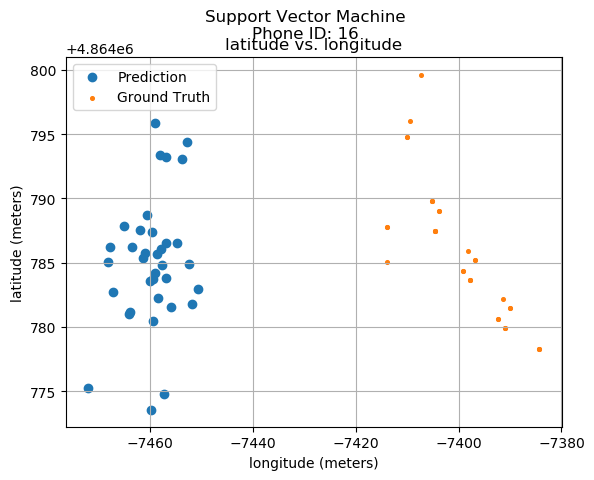 Support Vector Machine
Phone ID: 16
latitude vs. longitude
+4.864e6
Prediction
Ground Truth
800
795
790
785
780
775
latitude (meters)
−7460 −7440 −7420 −7400 −7380
longitude (meters)